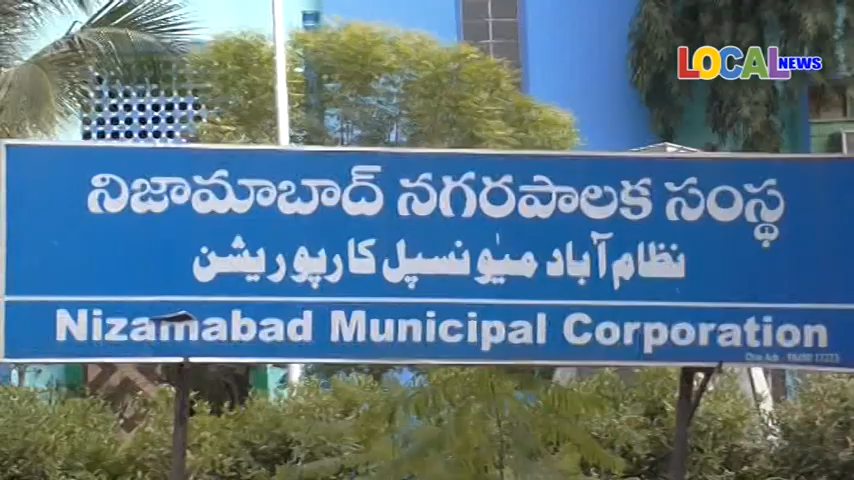 LOCAL NEWS
నిజామాబాద్ నగరపాలక సంస్థ
نظام آباد میونسپل کارپوریشن
Nizamabad Municipal Corporation